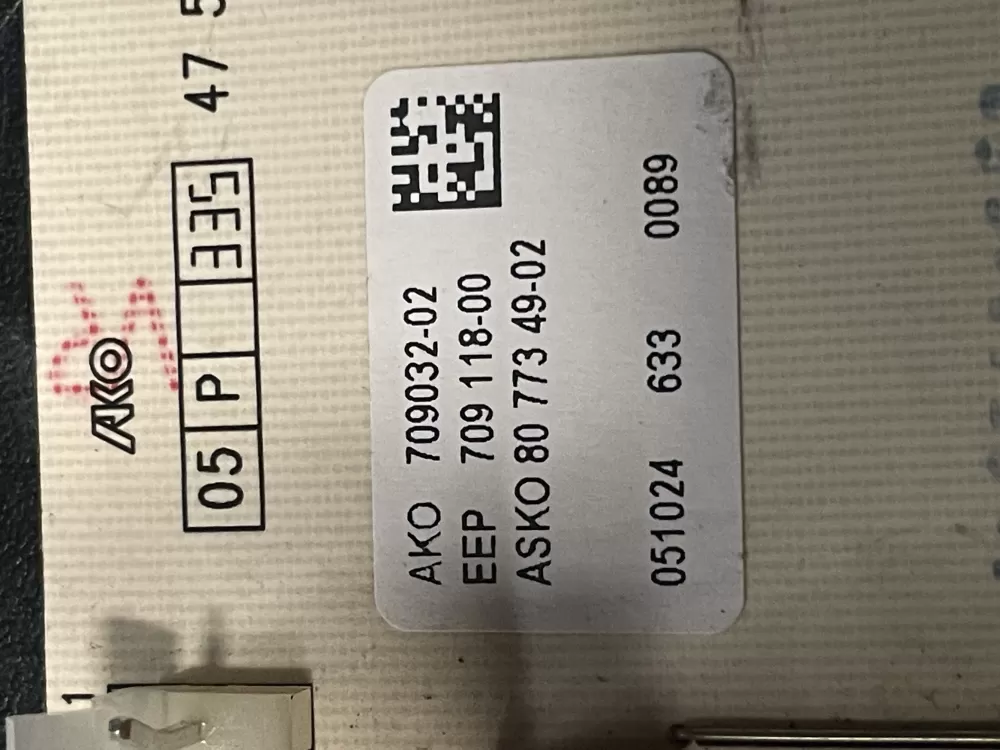 AKO
05 P 335
47 5
AKO 709032-02
EEP 709 118-00
ASKO 80 773 49-02
051024 633 0089
1